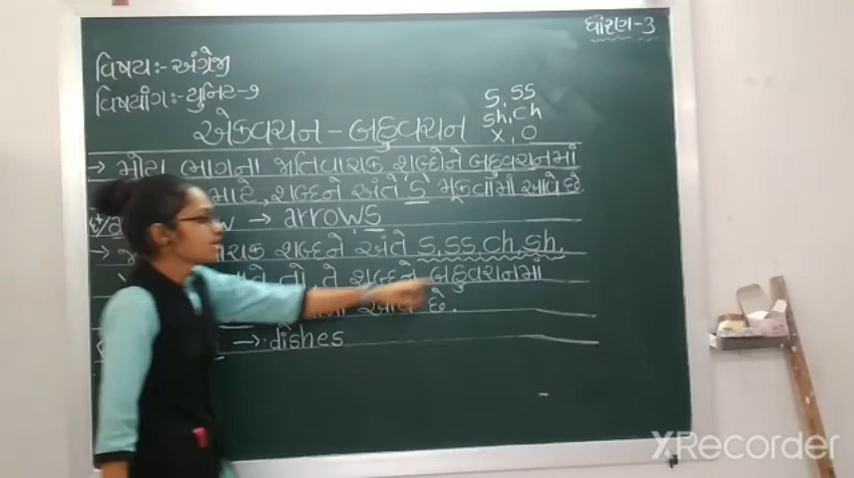 ધોરણ-3
વિષય:- અંગ્રેજી
વિષયાંગ:- યુનિટ-૧
S, SS
Sh, Ch
X, O
એકવચન - બહુવચન
→ મોટા ભાગના જાતિવાચક શબ્દોને બહુવચનમાં
માટે, શબ્દને અંતે 'S' મૂકવામાં આવે છે.
→ arrows
→ શબ્દને અંતે S, SS, Ch, Sh.
તો, તે શબ્દને બહુવચનમાં
છે.
→ dishes
XRecorder